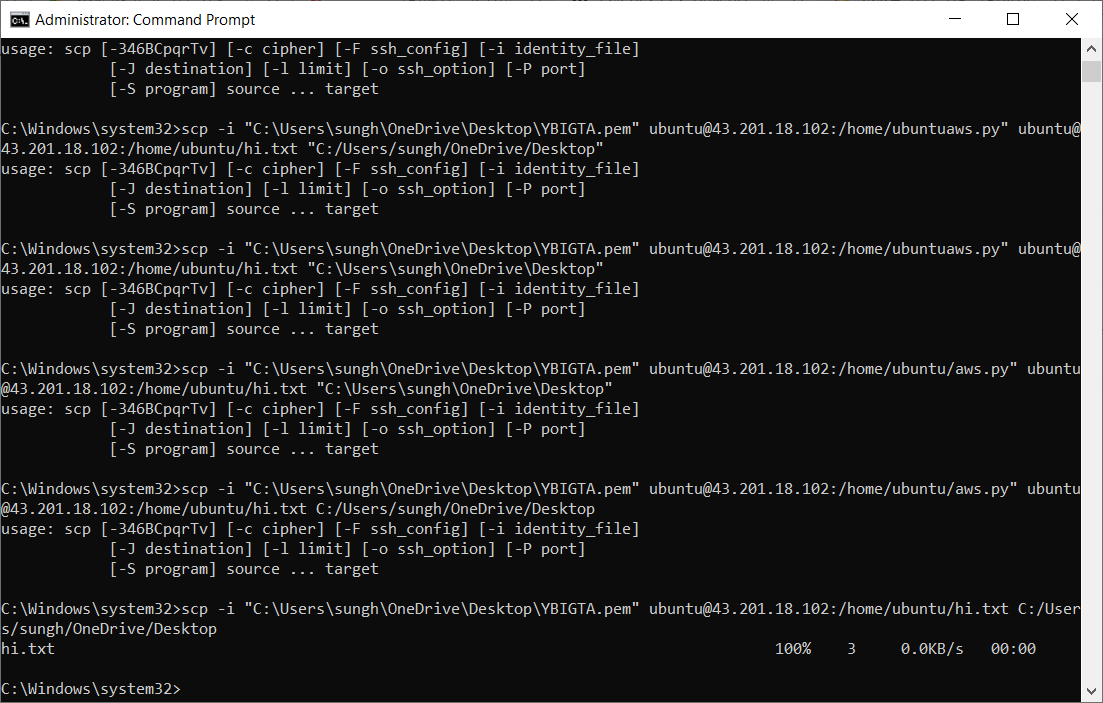 Administrator: Command Prompt
usage: scp [-346BCpqrTv] [-c cipher] [-F ssh_config] [-i identity_file]
            [-J destination] [-l limit] [-o ssh_option] [-P port]
            [-S program] source ... target
C:\Windows\system32>scp -i "C:\Users\sungh\OneDrive\Desktop\YBIGTA.pem" ubuntu@43.201.18.102:/home/ubuntuaws.py" ubuntu@
43.201.18.102:/home/ubuntu/hi.txt "C:/Users/sungh/OneDrive/Desktop"
usage: scp [-346BCpqrTv] [-c cipher] [-F ssh_config] [-i identity_file]
            [-J destination] [-l limit] [-o ssh_option] [-P port]
            [-S program] source ... target
C:\Windows\system32>scp -i "C:\Users\sungh\OneDrive\Desktop\YBIGTA.pem" ubuntu@43.201.18.102:/home/ubuntuaws.py" ubuntu@
43.201.18.102:/home/ubuntu/hi.txt "C:\Users\sungh\OneDrive\Desktop"
usage: scp [-346BCpqrTv] [-c cipher] [-F ssh_config] [-i identity_file]
            [-J destination] [-l limit] [-o ssh_option] [-P port]
            [-S program] source ... target
C:\Windows\system32>scp -i "C:\Users\sungh\OneDrive\Desktop\YBIGTA.pem" ubuntu@43.201.18.102:/home/ubuntu/aws.py" ubuntu
@43.201.18.102:/home/ubuntu/hi.txt "C:\Users\sungh\OneDrive\Desktop"
usage: scp [-346BCpqrTv] [-c cipher] [-F ssh_config] [-i identity_file]
            [-J destination] [-l limit] [-o ssh_option] [-P port]
            [-S program] source ... target
C:\Windows\system32>scp -i "C:\Users\sungh\OneDrive\Desktop\YBIGTA.pem" ubuntu@43.201.18.102:/home/ubuntu/aws.py" ubuntu
@43.201.18.102:/home/ubuntu/hi.txt C:/Users/sungh/OneDrive/Desktop
usage: scp [-346BCpqrTv] [-c cipher] [-F ssh_config] [-i identity_file]
            [-J destination] [-l limit] [-o ssh_option] [-P port]
            [-S program] source ... target
C:\Windows\system32>scp -i "C:\Users\sungh\OneDrive\Desktop\YBIGTA.pem" ubuntu@43.201.18.102:/home/ubuntu/hi.txt C:/User
s/sungh/OneDrive/Desktop
hi.txt                                                100%    3     0.0KB/s   00:00
C:\Windows\system32>